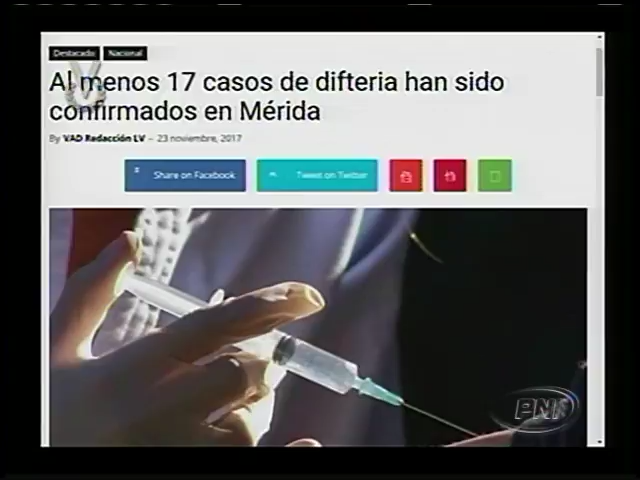 Destacado Nacional
Al menos 17 casos de difteria han sido
confirmados en Mérida
By VAD Redacción LV – 23 noviembre, 2017
Share on Facebook Tweet on Twitter
PNI